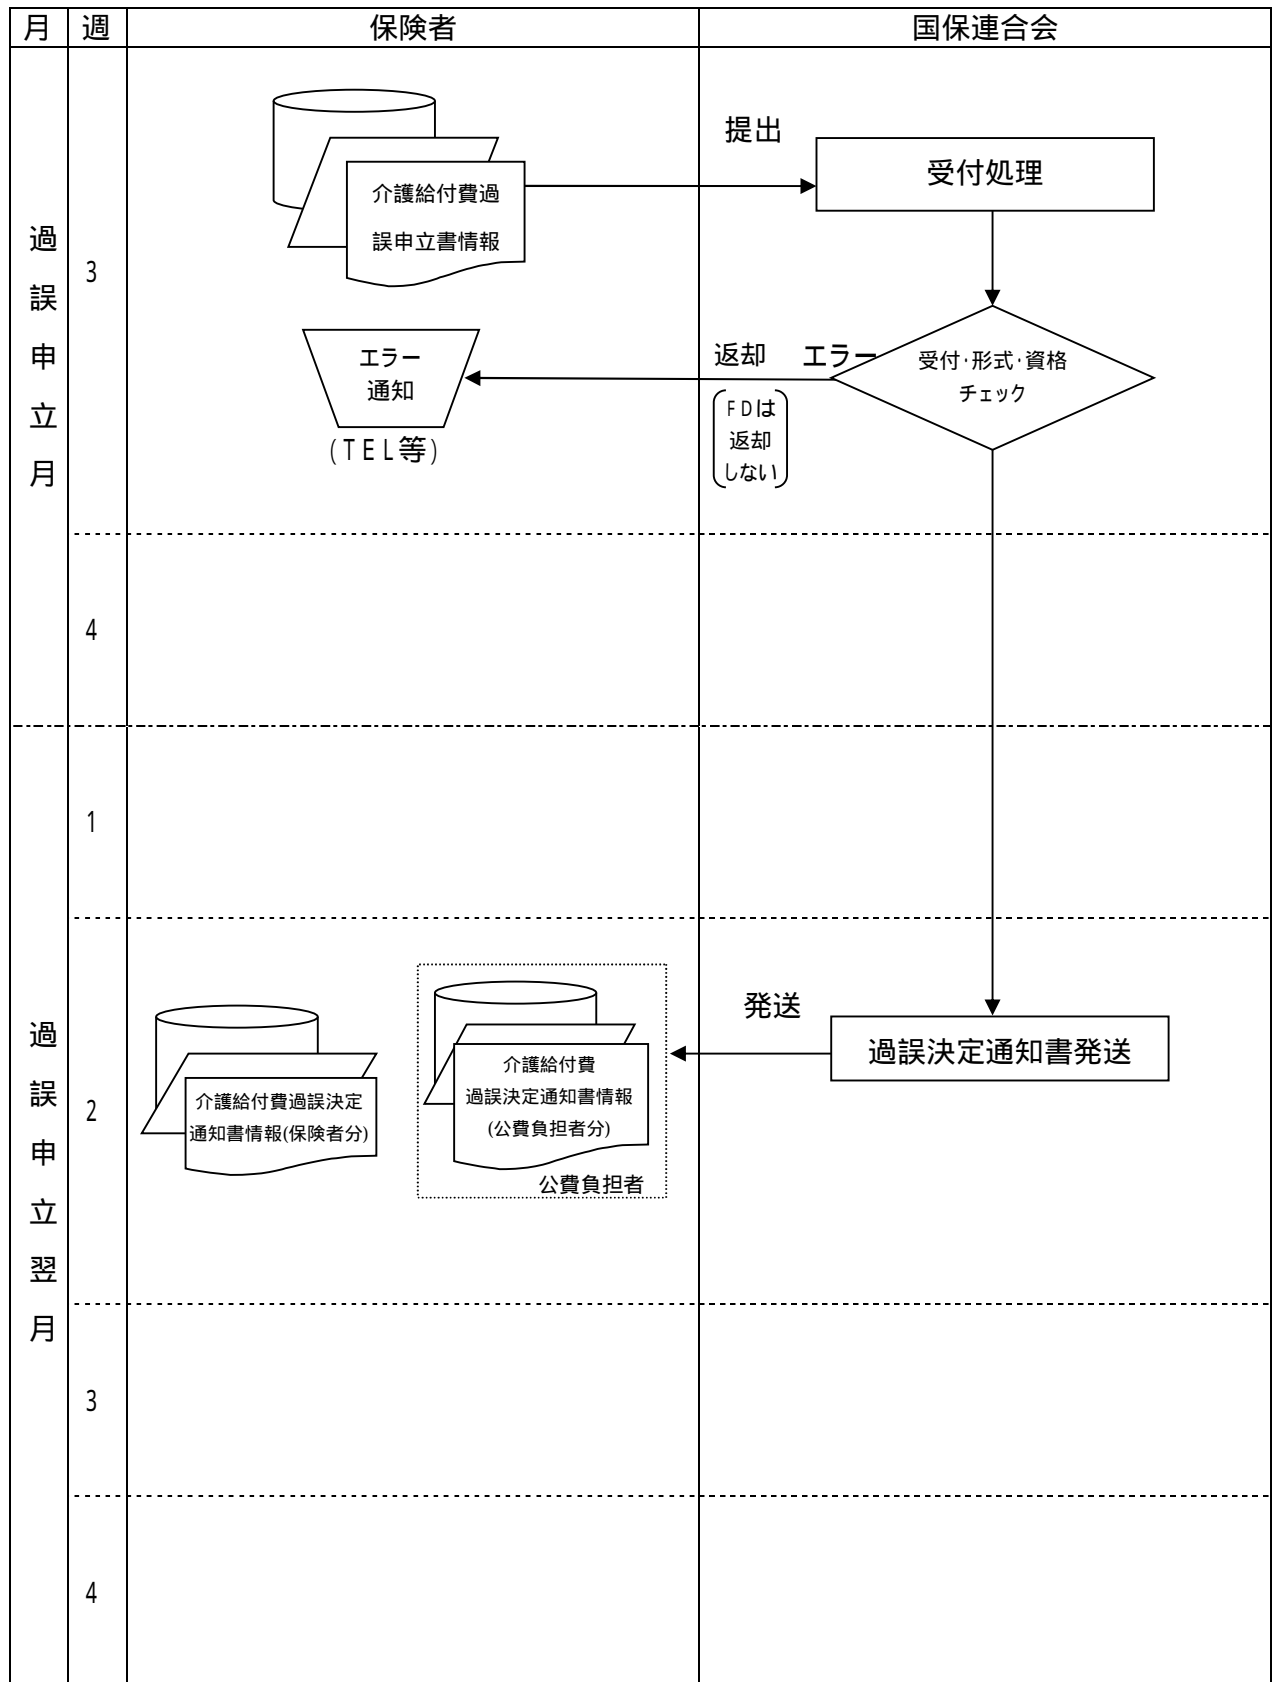 月 週 保険者 国保連合会
過誤申立月
3
提出
受付処理
介護給付費過
誤申立書情報
エラー
通知
(TEL等)
返却 エラー
FDは
返却
しない
受付・形式・資格
チェック
4
1
過誤申立翌月
2
介護給付費過誤決定
通知書情報(保険者分)
介護給付費
過誤決定通知書情報
(公費負担者分)
公費負担者
発送
過誤決定通知書発送
3
4